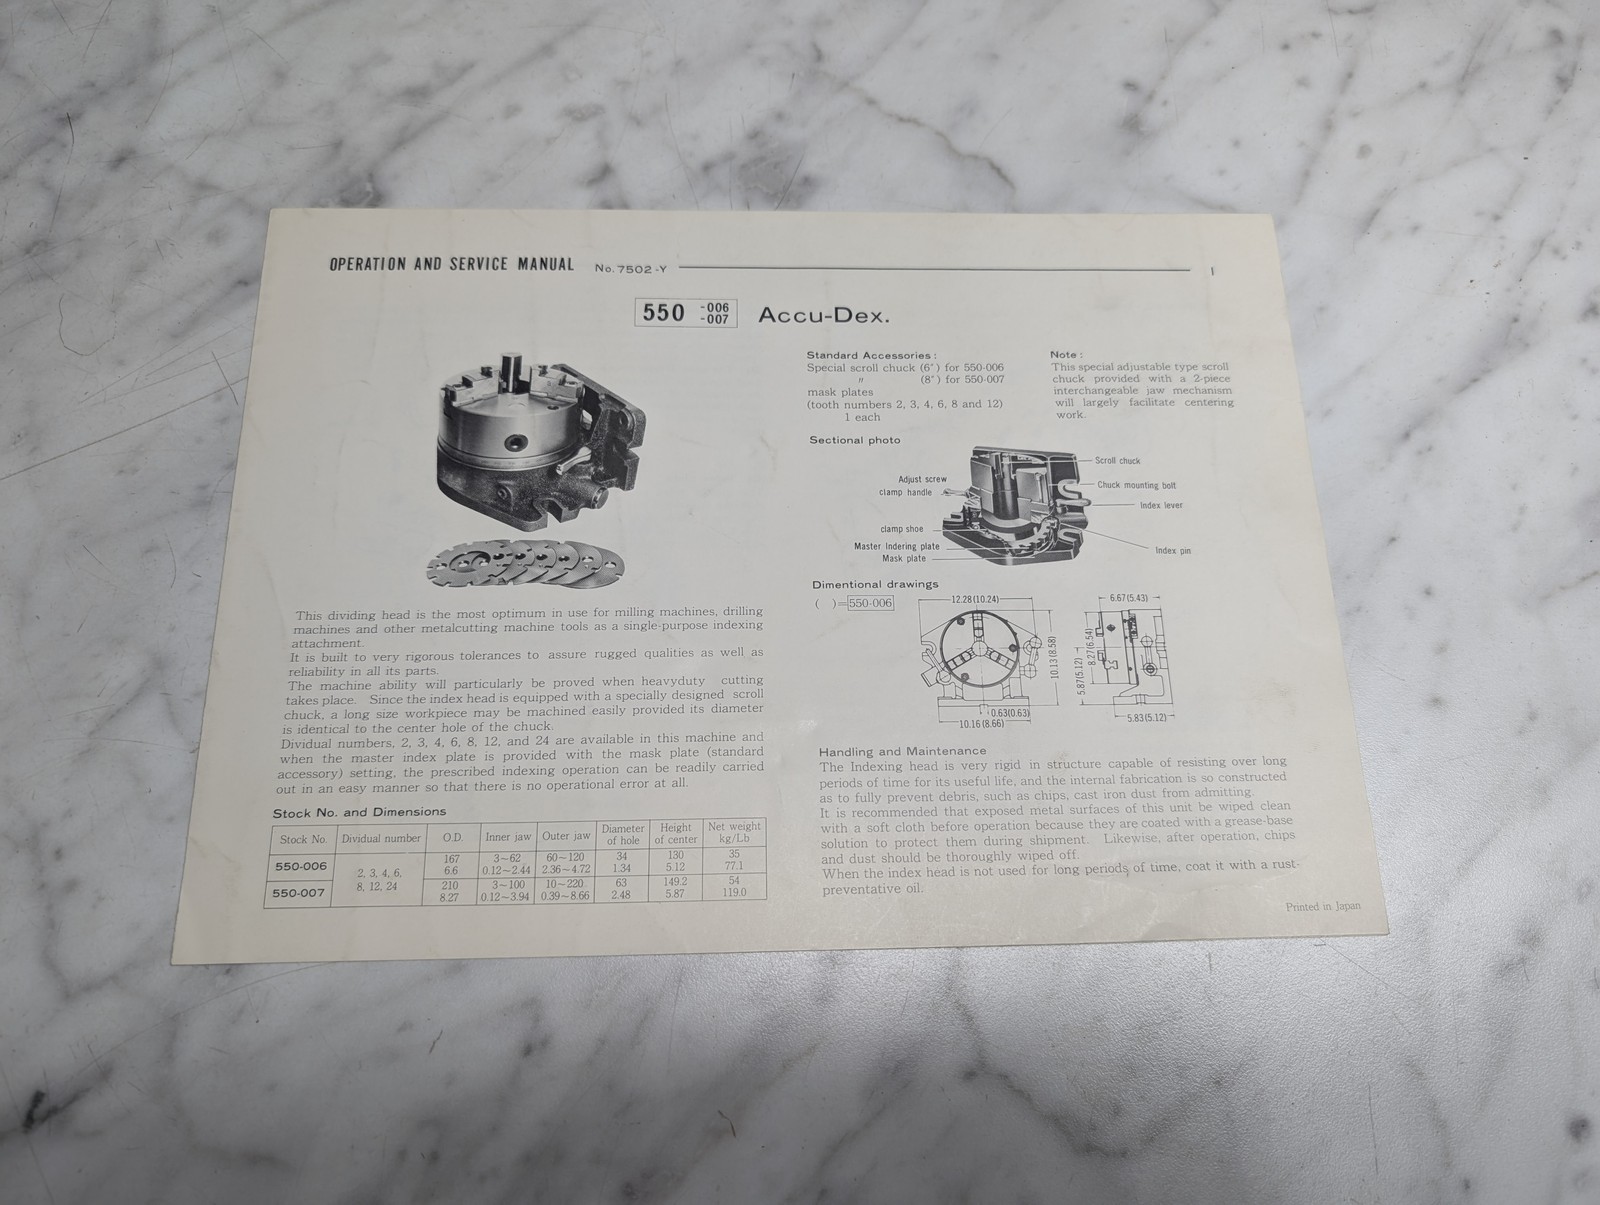 OPERATION AND SERVICE MANUAL No. 7502-Y 1
550 -006 -007 Accu-Dex.
This dividing head is the most optimum in use for milling machines, drilling
machines and other metalcutting machine tools as a single-purpose indexing
attachment.
It is built to very rigorous tolerances to assure rugged qualities as well as
reliability in all its parts.
The machine ability will particularly be proved when heavyduty cutting
takes place. Since the index head is equipped with a specially designed scroll
chuck, a long size workpiece may be machined easily provided its diameter
is identical to the center hole of the chuck.
Dividual numbers, 2, 3, 4, 6, 8, 12, and 24 are available in this machine and
when the master index plate is provided with the mask plate (standard
accessory) setting, the prescribed indexing operation can be readily carried
out in an easy manner so that there is no operational error at all.
Stock No. and Dimensions
Stock No. Dividual number O.D. Inner jaw Outer jaw Diameter of hole Height of center Net weight kg/Lb
550-006 2, 3, 4, 6, 8, 12, 24 167 3~62 60~120 34 130 35
6.6 0.12~2.44 2.36~4.72 1.34 5.12 77.1
550-007 210 3~100 10~220 63 149.2 54
8.27 0.12~3.94 0.39~8.66 2.48 5.87 119.0
Standard Accessories :
Special scroll chuck (6") for 550-006
〃 (8") for 550-007
mask plates
(tooth numbers 2, 3, 4, 6, 8 and 12)
1 each
Note :
This special adjustable type scroll
chuck provided with a 2-piece
interchangeable jaw mechanism
will largely facilitate centering
work.
Sectional photo
Scroll chuck
Adjust screw
Chuck mounting bolt
clamp handle
Index lever
clamp shoe
Master Indering plate
Index pin
Mask plate
Dimentional drawings
( )=550-006
12.28(10.24)
10.13(8.58)
0.63(0.63)
10.16(8.66)
6.67(5.43)
8.27(6.54)
5.87(5.12)
5.83(5.12)
Handling and Maintenance
The Indexing head is very rigid in structure capable of resisting over long
periods of time for its useful life, and the internal fabrication is so constructed
as to fully prevent debris, such as chips, cast iron dust from admitting.
It is recommended that exposed metal surfaces of this unit be wiped clean
with a soft cloth before operation because they are coated with a grease-base
solution to protect them during shipment. Likewise, after operation, chips
and dust should be thoroughly wiped off.
When the index head is not used for long periods of time, coat it with a rust-
preventative oil.
Printed in Japan